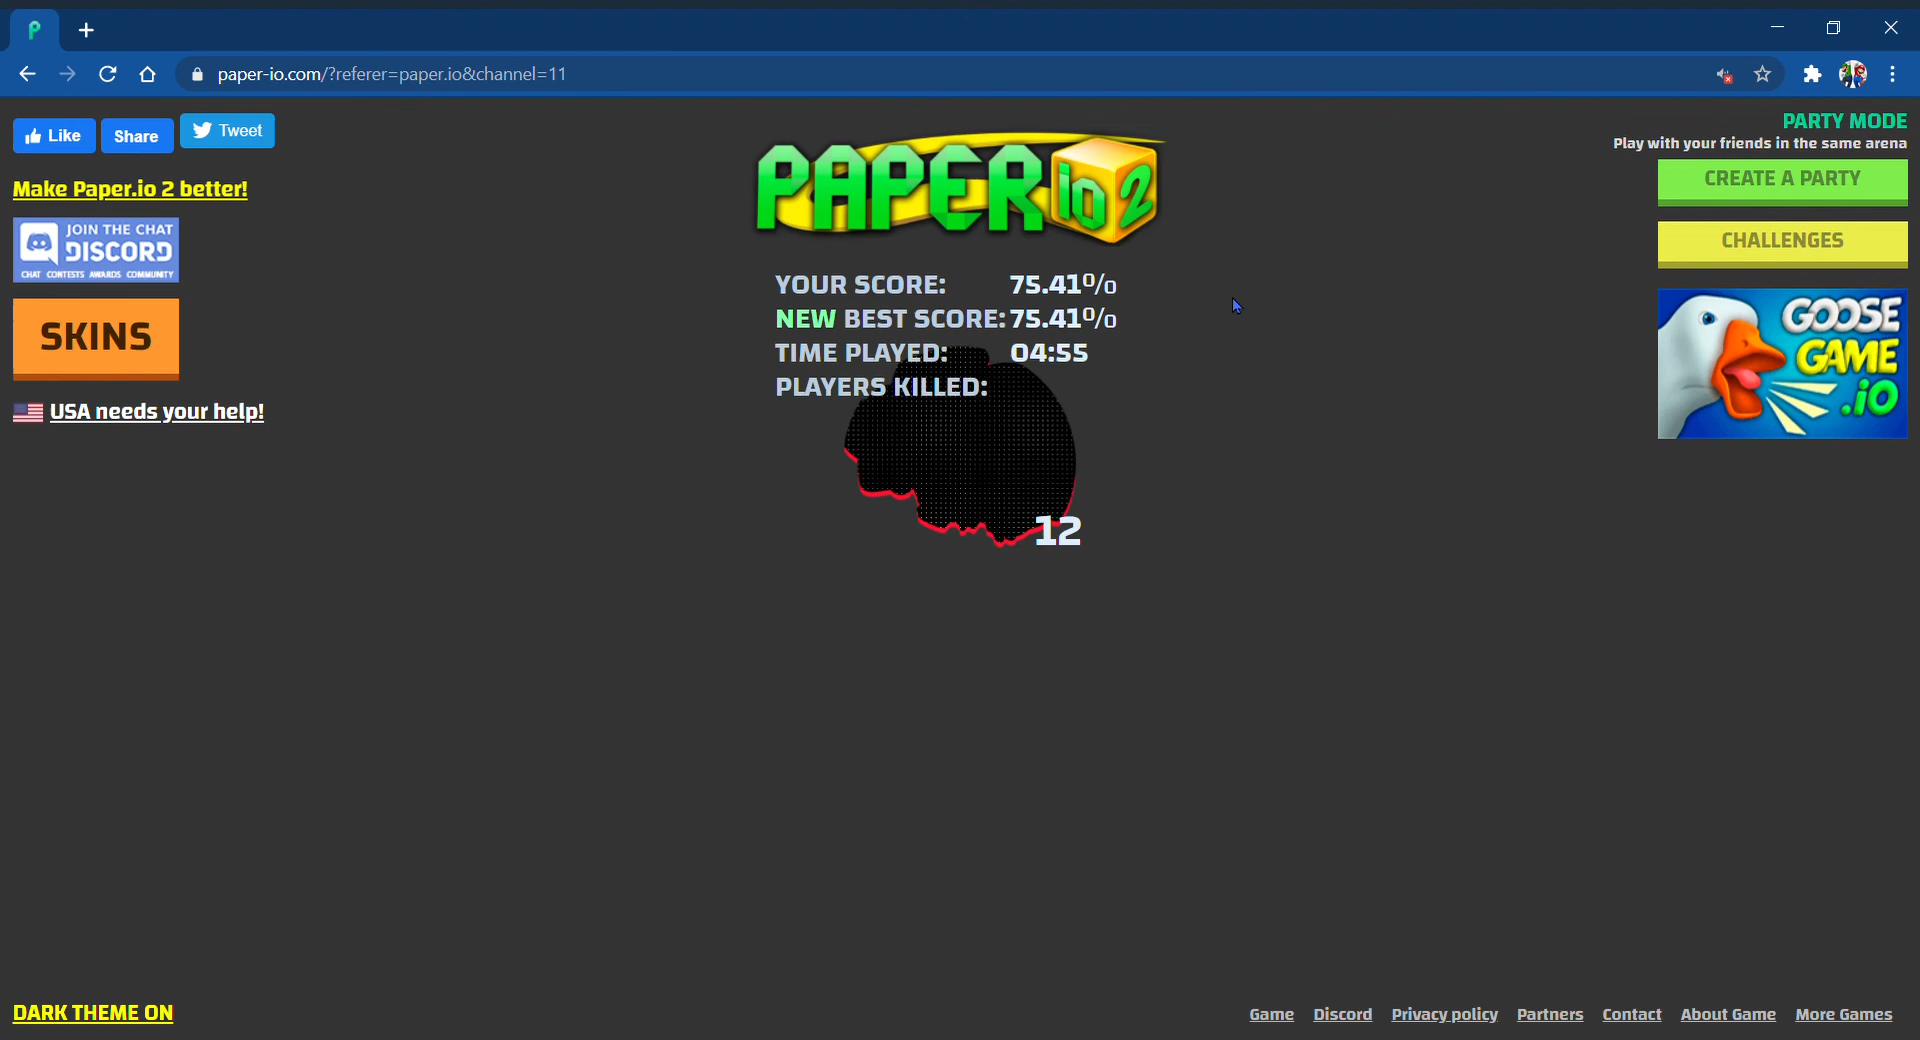 paper-io.com/?referer=paper.io&channel=11
Like
Share
Tweet
Make Paper.io 2 better!
JOIN THE CHAT
DISCORD
CHAT CONTESTS AWARDS COMMUNITY
SKINS
USA needs your help!
PAPER io 2
YOUR SCORE: 75.41%
NEW BEST SCORE: 75.41%
TIME PLAYED: 04:55
PLAYERS KILLED:
12
PARTY MODE
Play with your friends in the same arena
CREATE A PARTY
CHALLENGES
GOOSE
GAME
.iO
DARK THEME ON
Game Discord Privacy policy Partners Contact About Game More Games